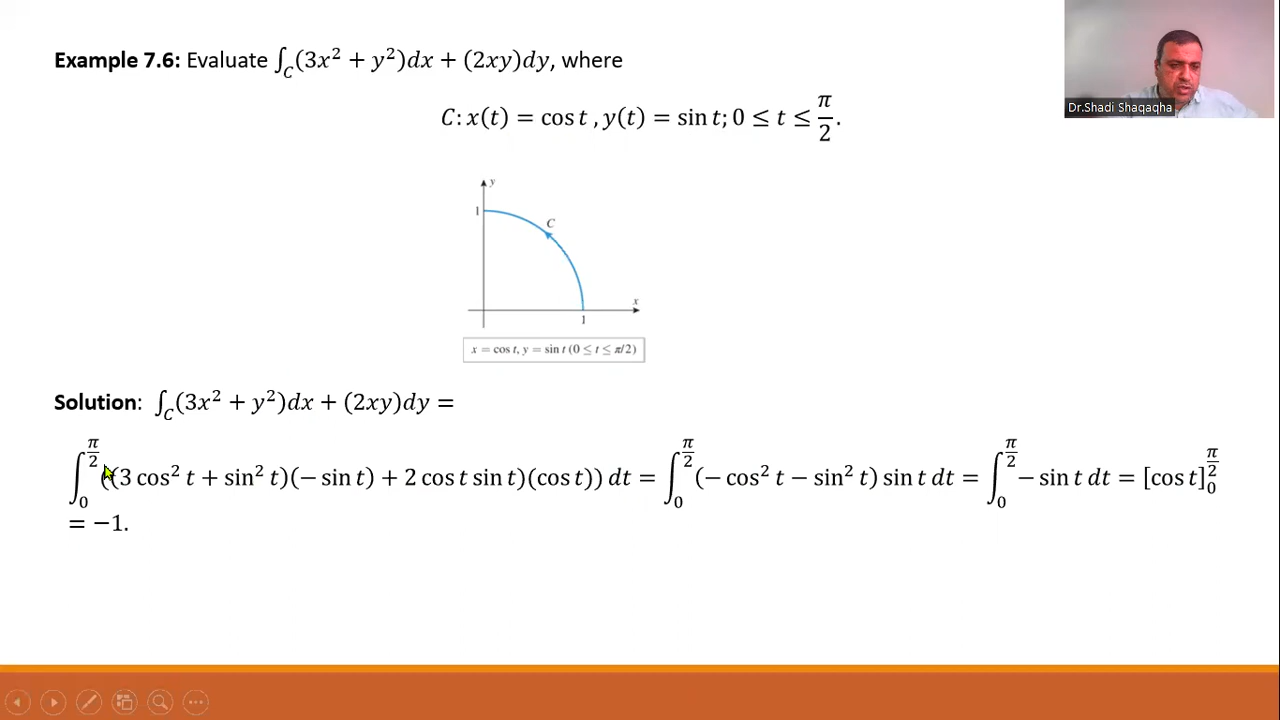 Example 7.6: Evaluate ∫_C(3x² + y²)dx + (2xy)dy, where
Dr.Shadi Shaqaqha
C: x(t) = cos t , y(t) = sin t; 0 ≤ t ≤ π/2.
y
1
C
x
1
x = cos t, y = sin t (0 ≤ t ≤ π/2)
Solution: ∫_C(3x² + y²)dx + (2xy)dy =
∫_0^{π/2} ((3 cos² t + sin² t)(− sin t) + 2 cos t sin t)(cos t)) dt = ∫_0^{π/2} (− cos² t − sin² t) sin t dt = ∫_0^{π/2} − sin t dt = [cos t]_0^{π/2}
= −1.